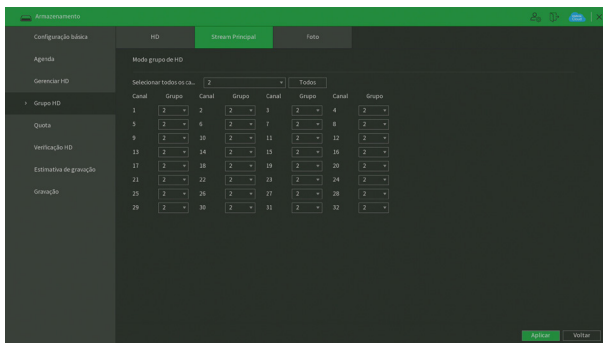 Armazenamento
Configuração básica
Agenda
Gerenciar HD
Grupo HD
Quota
Verificação HD
Estimativa de gravação
Gravação
HD Stream Principal Foto
Modo grupo de HD
Selecionar todos os ca... 2 Todos
Canal Grupo Canal Grupo Canal Grupo Canal Grupo
1 2 2 2 3 2 4 2
5 2 6 2 7 2 8 2
9 2 10 2 11 2 12 2
13 2 14 2 15 2 16 2
17 2 18 2 19 2 20 2
21 2 22 2 23 2 24 2
25 2 26 2 27 2 28 2
29 2 30 2 31 2 32 2
Aplicar Voltar